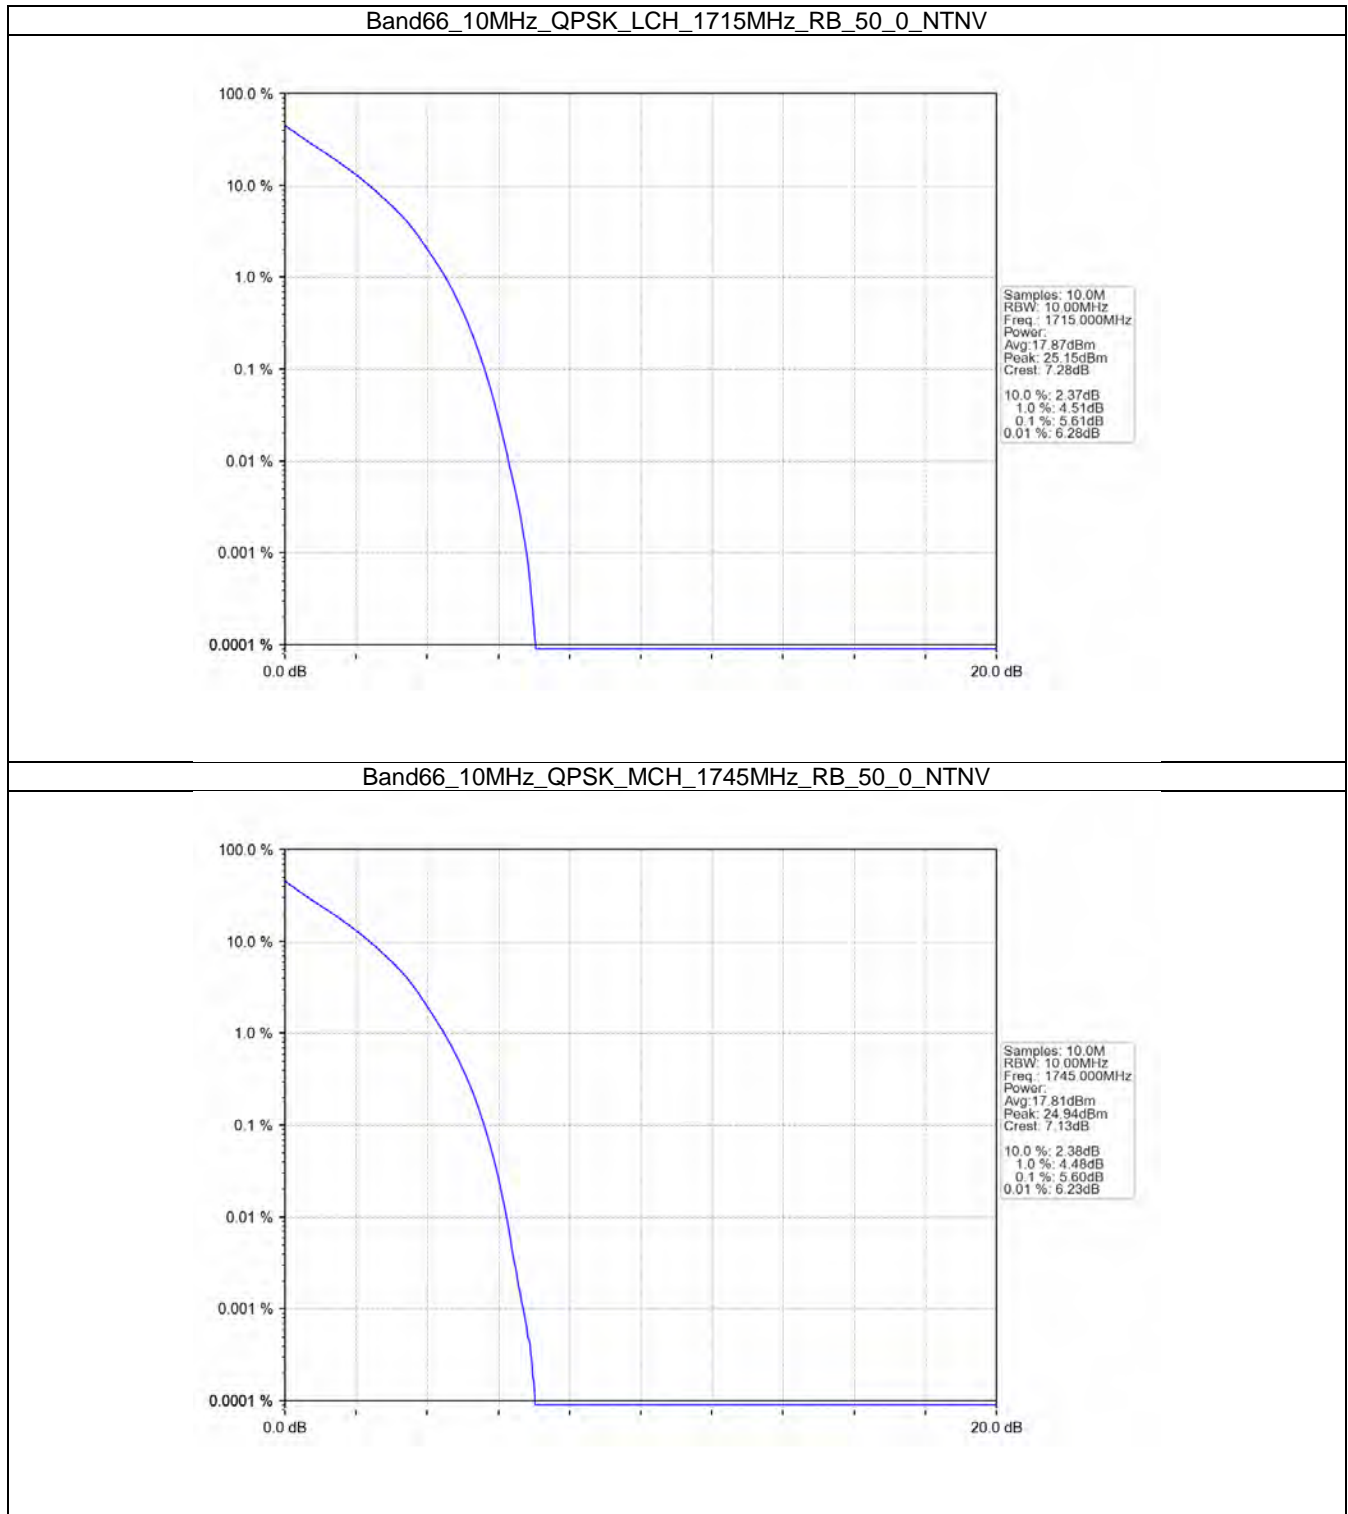 Band66_10MHz_QPSK_LCH_1715MHz_RB_50_0_NTNV
100.0 %
10.0 %
1.0 %
0.1 %
0.01 %
0.001 %
0.0001 %
0.0 dB
20.0 dB
Samples: 10.0M
RBW: 10.00MHz
Freq.: 1715.000MHz
Power:
Avg:17.87dBm
Peak: 25.15dBm
Crest: 7.28dB
10.0 %: 2.37dB
1.0 %: 4.51dB
0.1 %: 5.61dB
0.01 %: 6.28dB
Band66_10MHz_QPSK_MCH_1745MHz_RB_50_0_NTNV
100.0 %
10.0 %
1.0 %
0.1 %
0.01 %
0.001 %
0.0001 %
0.0 dB
20.0 dB
Samples: 10.0M
RBW: 10.00MHz
Freq.: 1745.000MHz
Power:
Avg:17.81dBm
Peak: 24.94dBm
Crest: 7.13dB
10.0 %: 2.38dB
1.0 %: 4.48dB
0.1 %: 5.60dB
0.01 %: 6.23dB